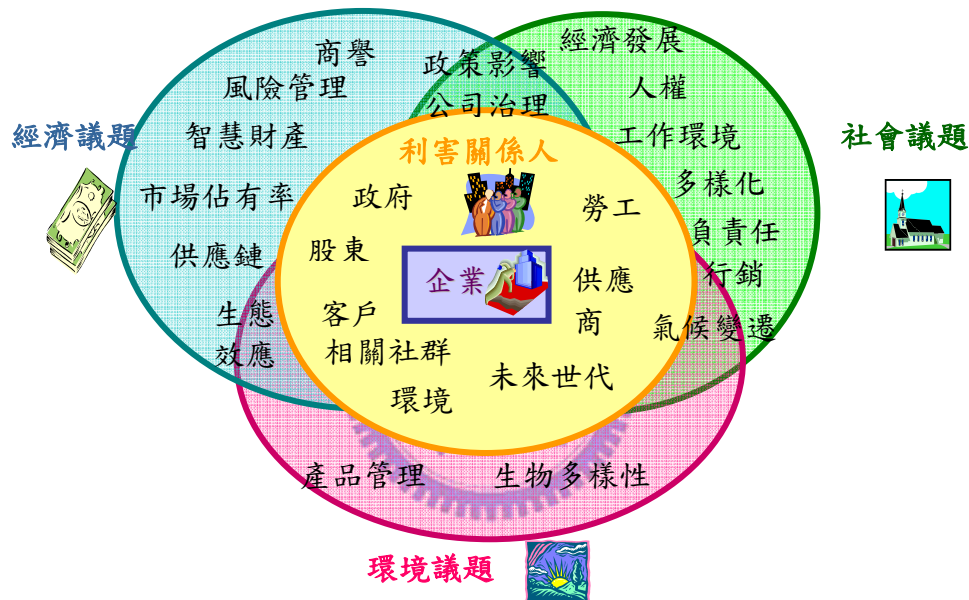 商譽
風險管理
智慧財產
市場佔有率
供應鏈
生態
效應
經濟議題
政策影響
公司治理
經濟發展
人權
工作環境
多樣化
負責任
行銷
氣候變遷
社會議題
利害關係人
政府
勞工
股東
企業
供應
商
客戶
相關社群
未來世代
環境
產品管理
生物多樣性
環境議題